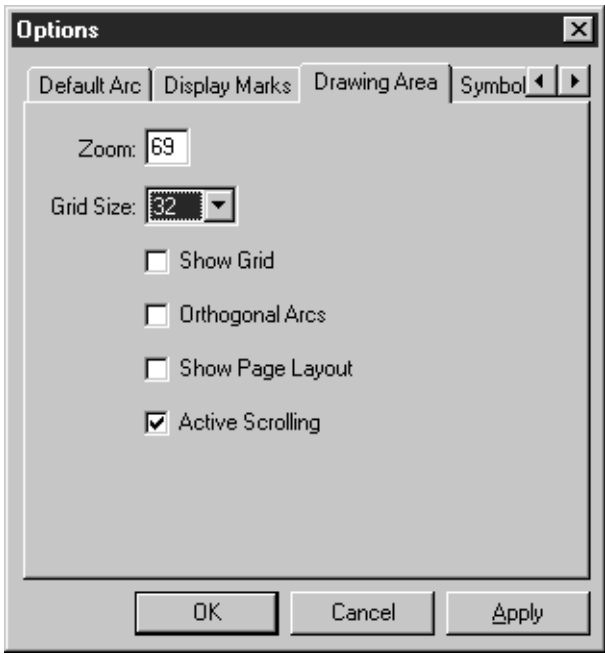 Options
Default Arc Display Marks Drawing Area Symbol
Zoom: 69
Grid Size: 32
Show Grid
Orthogonal Arcs
Show Page Layout
Active Scrolling
OK Cancel Apply